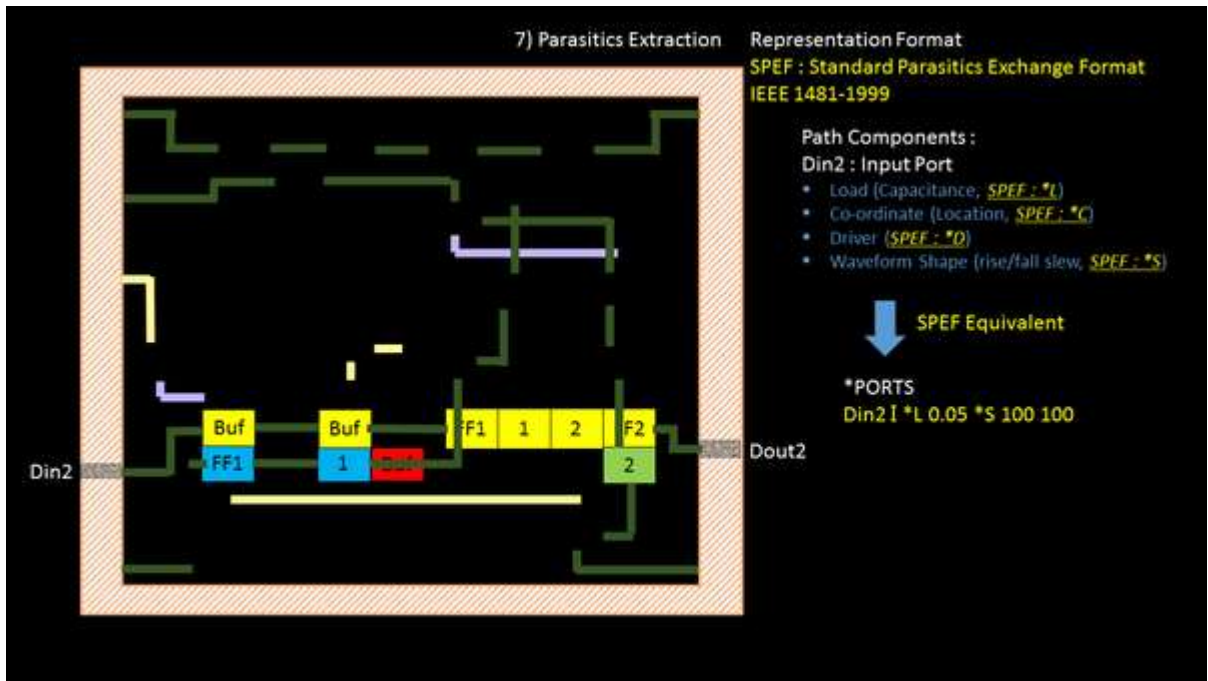 7) Parasitics Extraction
Representation Format
SPEF : Standard Parasitics Exchange Format
IEEE 1481-1999
Path Components :
Din2 : Input Port
• Load (Capacitance, SPEF : *L)
• Co-ordinate (Location, SPEF : *C)
• Driver (SPEF : *D)
• Waveform Shape (rise/fall slew, SPEF : *S)
SPEF Equivalent
*PORTS
Din2 I *L 0.05 *S 100 100
Buf Buf FF1 1 2 F2
FF1 1 Buf 2
Din2
Dout2